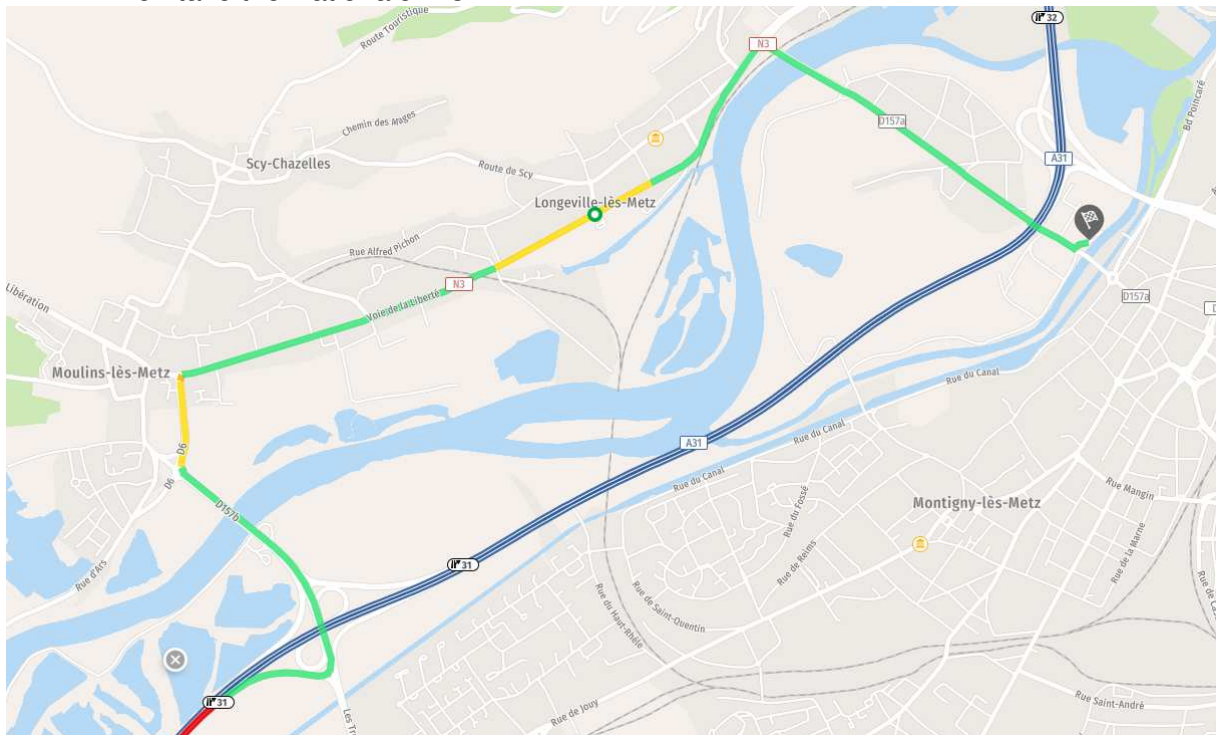 Route Touristique
N3
32
Chemin des Mages
D157a
Bd Poincaré
Scy-Chazelles
Route de Scy
A31
Longeville-lès-Metz
Rue Alfred Pichon
Libération
N3
Voie de la Liberté
D157a
D
Moulins-lès-Metz
Rue du Canal
Rue du Canal
A31
D6
Rue du Canal
D6
Rue Mangin
D157b
Rue du Fossé
Montigny-lès-Metz
Rue de la Marne
Rue de Reims
31
Rue d'Ars
Rue de Saint-Quentin
Rue du Haut-Rhêle
31
Rue Saint-André
Rue de Jouy